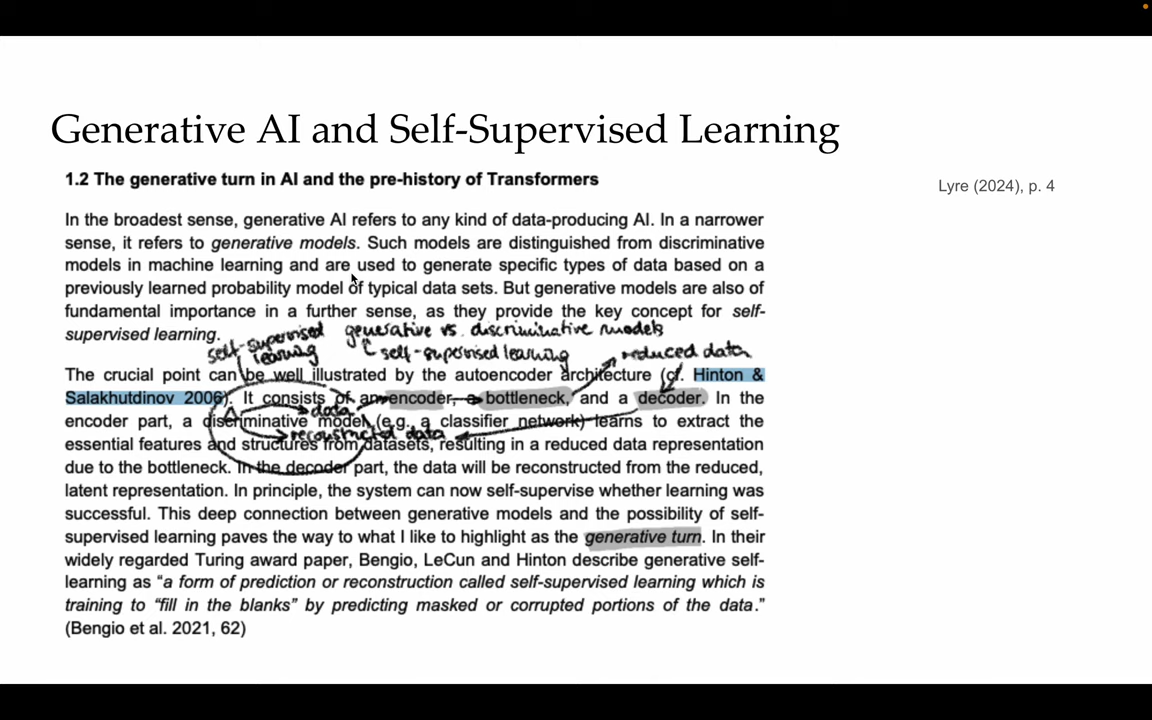 Generative AI and Self-Supervised Learning
Lyre (2024), p. 4
1.2 The generative turn in AI and the pre-history of Transformers
In the broadest sense, generative AI refers to any kind of data-producing AI. In a narrower
sense, it refers to generative models. Such models are distinguished from discriminative
models in machine learning and are used to generate specific types of data based on a
previously learned probability model of typical data sets. But generative models are also of
fundamental importance in a further sense, as they provide the key concept for self-
supervised learning.
self-supervised learning
generative vs. discriminative models
self-supervised learning
reduced data
The crucial point can be well illustrated by the autoencoder architecture (cf. Hinton &
Salakhutdinov 2006). It consists of an encoder, a bottleneck, and a decoder. In the
data
encoder part, a discriminative model (e.g. a classifier network) learns to extract the
reconstructed data
essential features and structures from datasets, resulting in a reduced data representation
due to the bottleneck. In the decoder part, the data will be reconstructed from the reduced,
latent representation. In principle, the system can now self-supervise whether learning was
successful. This deep connection between generative models and the possibility of self-
supervised learning paves the way to what I like to highlight as the generative turn. In their
widely regarded Turing award paper, Bengio, LeCun and Hinton describe generative self-
learning as “a form of prediction or reconstruction called self-supervised learning which is
training to “fill in the blanks” by predicting masked or corrupted portions of the data.”
(Bengio et al. 2021, 62)